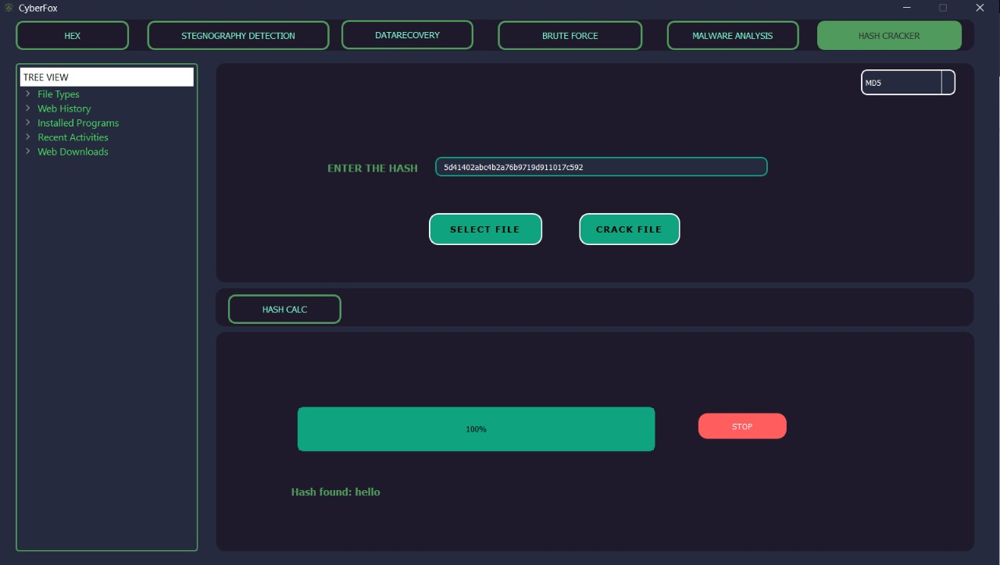 CyberFox
HEX
STEGNOGRAPHY DETECTION
DATARECOVERY
BRUTE FORCE
MALWARE ANALYSIS
HASH CRACKER
TREE VIEW
File Types
Web History
Installed Programs
Recent Activities
Web Downloads
MD5
ENTER THE HASH
5d41402abc4b2a76b9719d911017c592
SELECT FILE
CRACK FILE
HASH CALC
100%
STOP
Hash found: hello